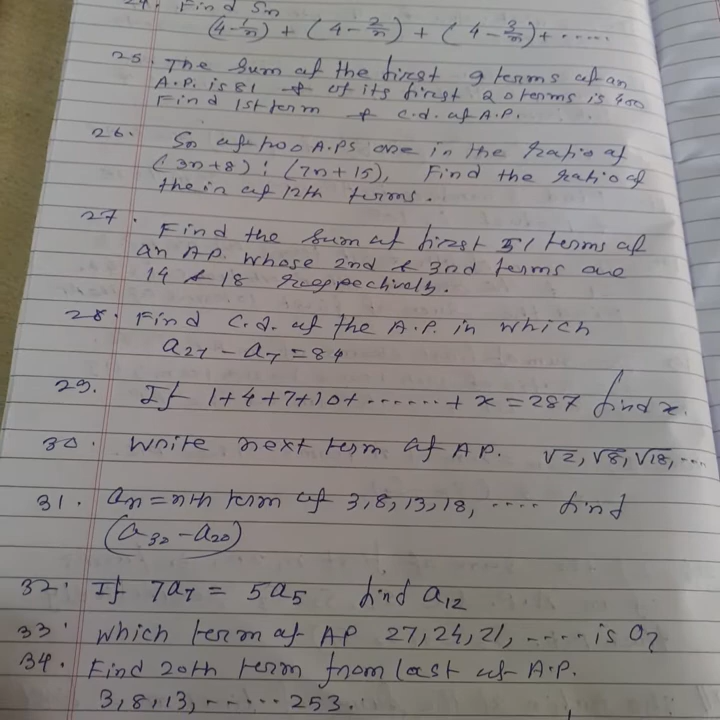 24. Find Sn
(4-1/n) + (4-2/n) + (4-3/n) + ......
25. The sum of the first 9 terms of an
A.P. is 81 & of its first 20 terms is 400
Find 1st term & c.d. of A.P.
26. Sn of two A.Ps are in the ratio of
(3n+8) : (7n+15), Find the ratio of
their 12th terms.
27. Find the sum of first 51 terms of
an AP. whose 2nd & 3rd terms are
14 & 18 respectively.
28. Find c.d. of the A.P. in which
a21 - a7 = 84
29. If 1+4+7+10+ ...... + x = 287 find x.
30. Write next term of AP. √2, √8, √18, ...
31. an = nth term of 3, 8, 13, 18, .... find
(a30 - a20)
32. If 7a7 = 5a5 find a12
33 Which term of AP 27, 24, 21, .... is 0?
34. Find 20th term from last of A.P.
3, 8, 13, ...... 253.